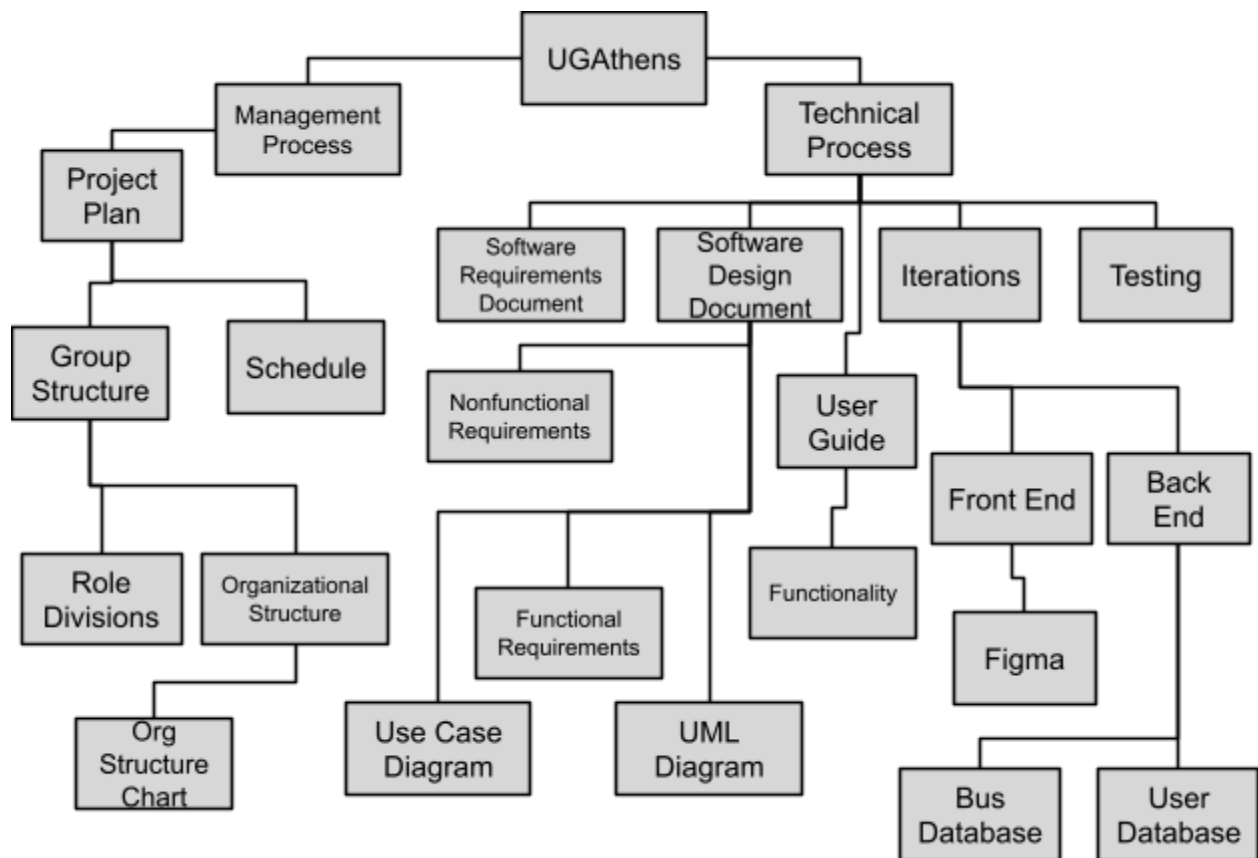 UGAthens
Management
Process
Technical
Process
Project
Plan
Software
Requirements
Document
Software
Design
Document
Iterations
Testing
Group
Structure
Schedule
Nonfunctional
Requirements
User
Guide
Front End
Back
End
Role
Divisions
Organizational
Structure
Functional
Requirements
Functionality
Figma
Org
Structure
Chart
Use Case
Diagram
UML
Diagram
Bus
Database
User
Database